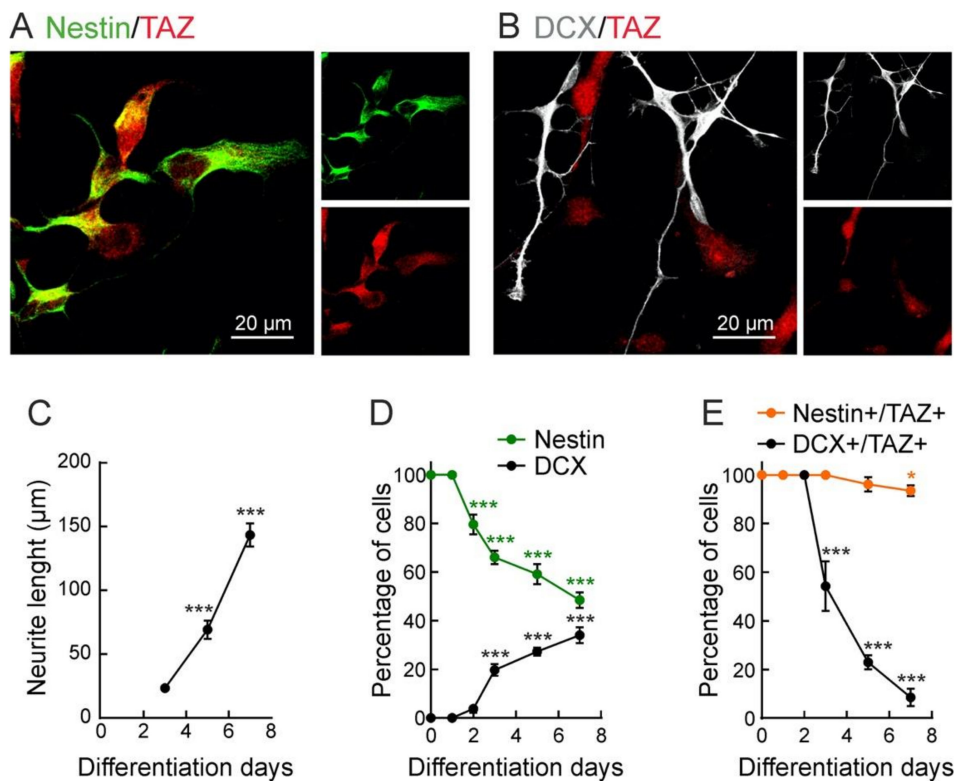 A Nestin/TAZ
20 µm
B DCX/TAZ
20 µm
C
Neurite lenght (µm)
200
150
100
50
0
***
***
0 2 4 6 8
Differentiation days
D
Nestin
DCX
Percentage of cells
100
80
60
40
20
0
***
***
***
***
***
***
***
0 2 4 6 8
Differentiation days
E
Nestin+/TAZ+
DCX+/TAZ+
Percentage of cells
100
80
60
40
20
0
*
***
***
***
0 2 4 6 8
Differentiation days